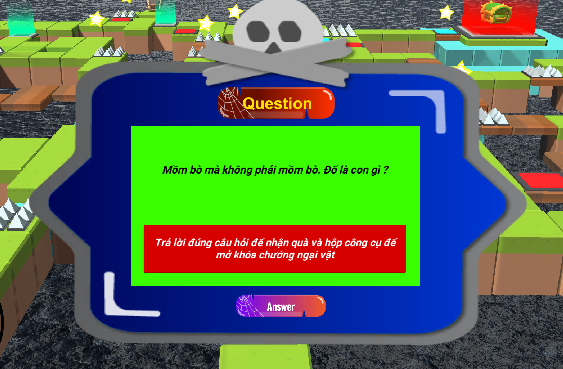 Question
Mõm bò mà không phải mõm bò. Đố là con gì ?
Trả lời đúng câu hỏi để nhận quà và hộp công cụ để
mở khóa chướng ngại vật
Answer